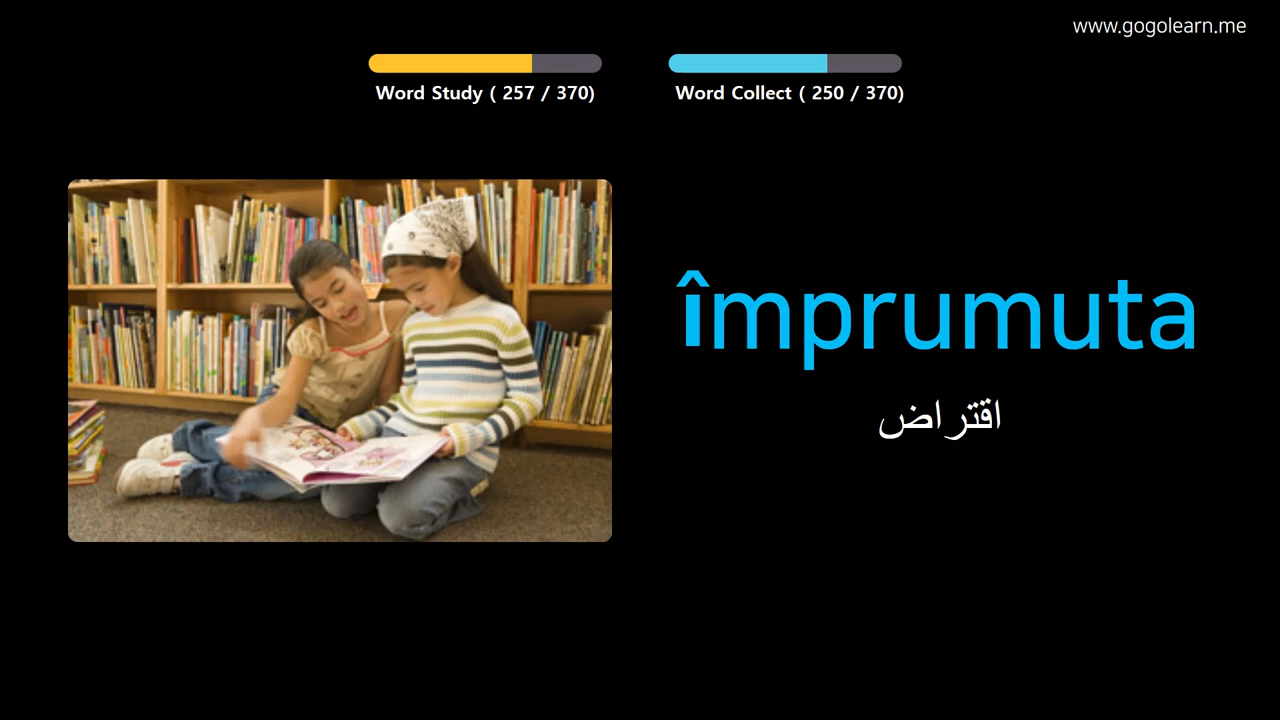 www.gogolearn.me
Word Study ( 257 / 370)
Word Collect ( 250 / 370)
împrumuta
اقتراض